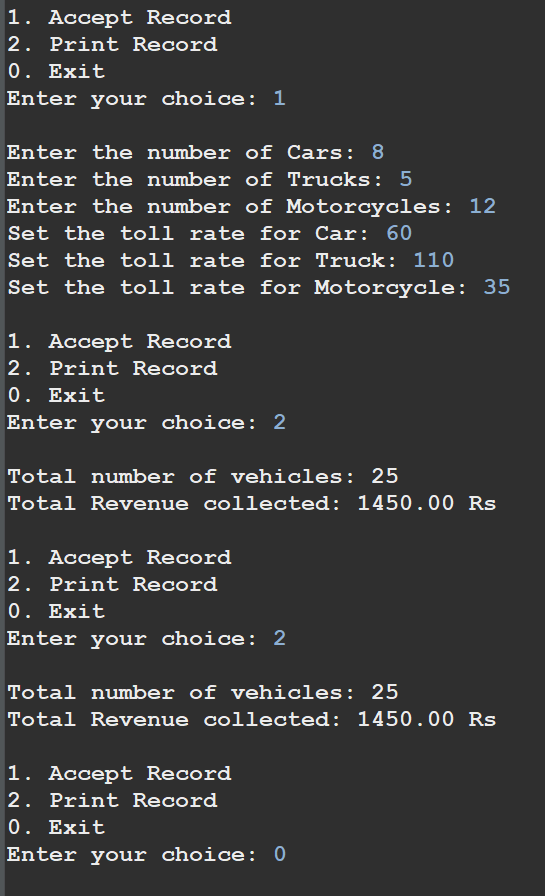 1. Accept Record
2. Print Record
0. Exit
Enter your choice: 1
Enter the number of Cars: 8
Enter the number of Trucks: 5
Enter the number of Motorcycles: 12
Set the toll rate for Car: 60
Set the toll rate for Truck: 110
Set the toll rate for Motorcycle: 35
1. Accept Record
2. Print Record
0. Exit
Enter your choice: 2
Total number of vehicles: 25
Total Revenue collected: 1450.00 Rs
1. Accept Record
2. Print Record
0. Exit
Enter your choice: 2
Total number of vehicles: 25
Total Revenue collected: 1450.00 Rs
1. Accept Record
2. Print Record
0. Exit
Enter your choice: 0